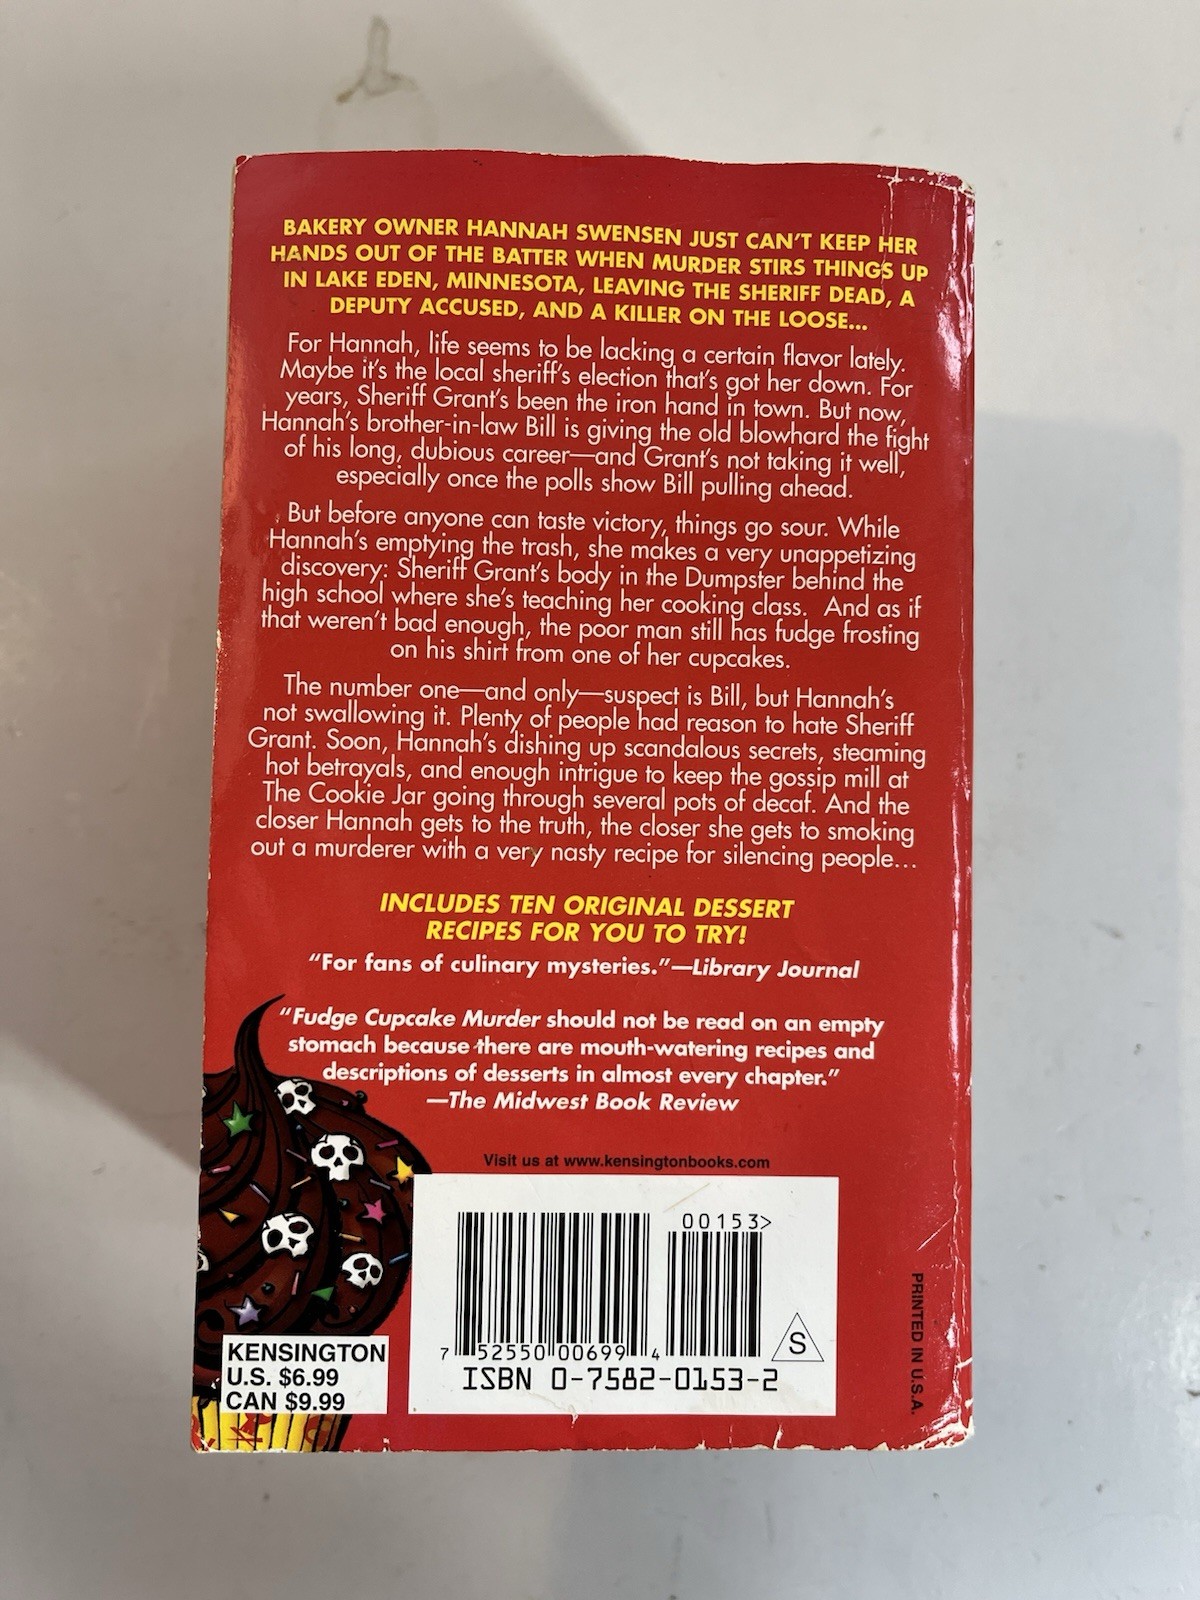 BAKERY OWNER HANNAH SWENSEN JUST CAN'T KEEP HER
HANDS OUT OF THE BATTER WHEN MURDER STIRS THINGS UP
IN LAKE EDEN, MINNESOTA, LEAVING THE SHERIFF DEAD, A
DEPUTY ACCUSED, AND A KILLER ON THE LOOSE...
For Hannah, life seems to be lacking a certain flavor lately.
Maybe it's the local sheriff's election that's got her down. For
years, Sheriff Grant's been the iron hand in town. But now,
Hannah's brother-in-law Bill is giving the old blowhard the fight
of his long, dubious career—and Grant's not taking it well,
especially once the polls show Bill pulling ahead.
But before anyone can taste victory, things go sour. While
Hannah's emptying the trash, she makes a very unappetizing
discovery: Sheriff Grant's body in the Dumpster behind the
high school where she's teaching her cooking class. And as if
that weren't bad enough, the poor man still has fudge frosting
on his shirt from one of her cupcakes.
The number one—and only—suspect is Bill, but Hannah's
not swallowing it. Plenty of people had reason to hate Sheriff
Grant. Soon, Hannah's dishing up scandalous secrets, steaming
hot betrayals, and enough intrigue to keep the gossip mill at
The Cookie Jar going through several pots of decaf. And the
closer Hannah gets to the truth, the closer she gets to smoking
out a murderer with a very nasty recipe for silencing people...
INCLUDES TEN ORIGINAL DESSERT
RECIPES FOR YOU TO TRY!
"For fans of culinary mysteries."—Library Journal
"Fudge Cupcake Murder should not be read on an empty
stomach because there are mouth-watering recipes and
descriptions of desserts in almost every chapter."
—The Midwest Book Review
Visit us at www.kensingtonbooks.com
00153>
7 52550 00699 4
S
ISBN 0-7582-0153-2
KENSINGTON
U.S. $6.99
CAN $9.99
PRINTED IN U.S.A.